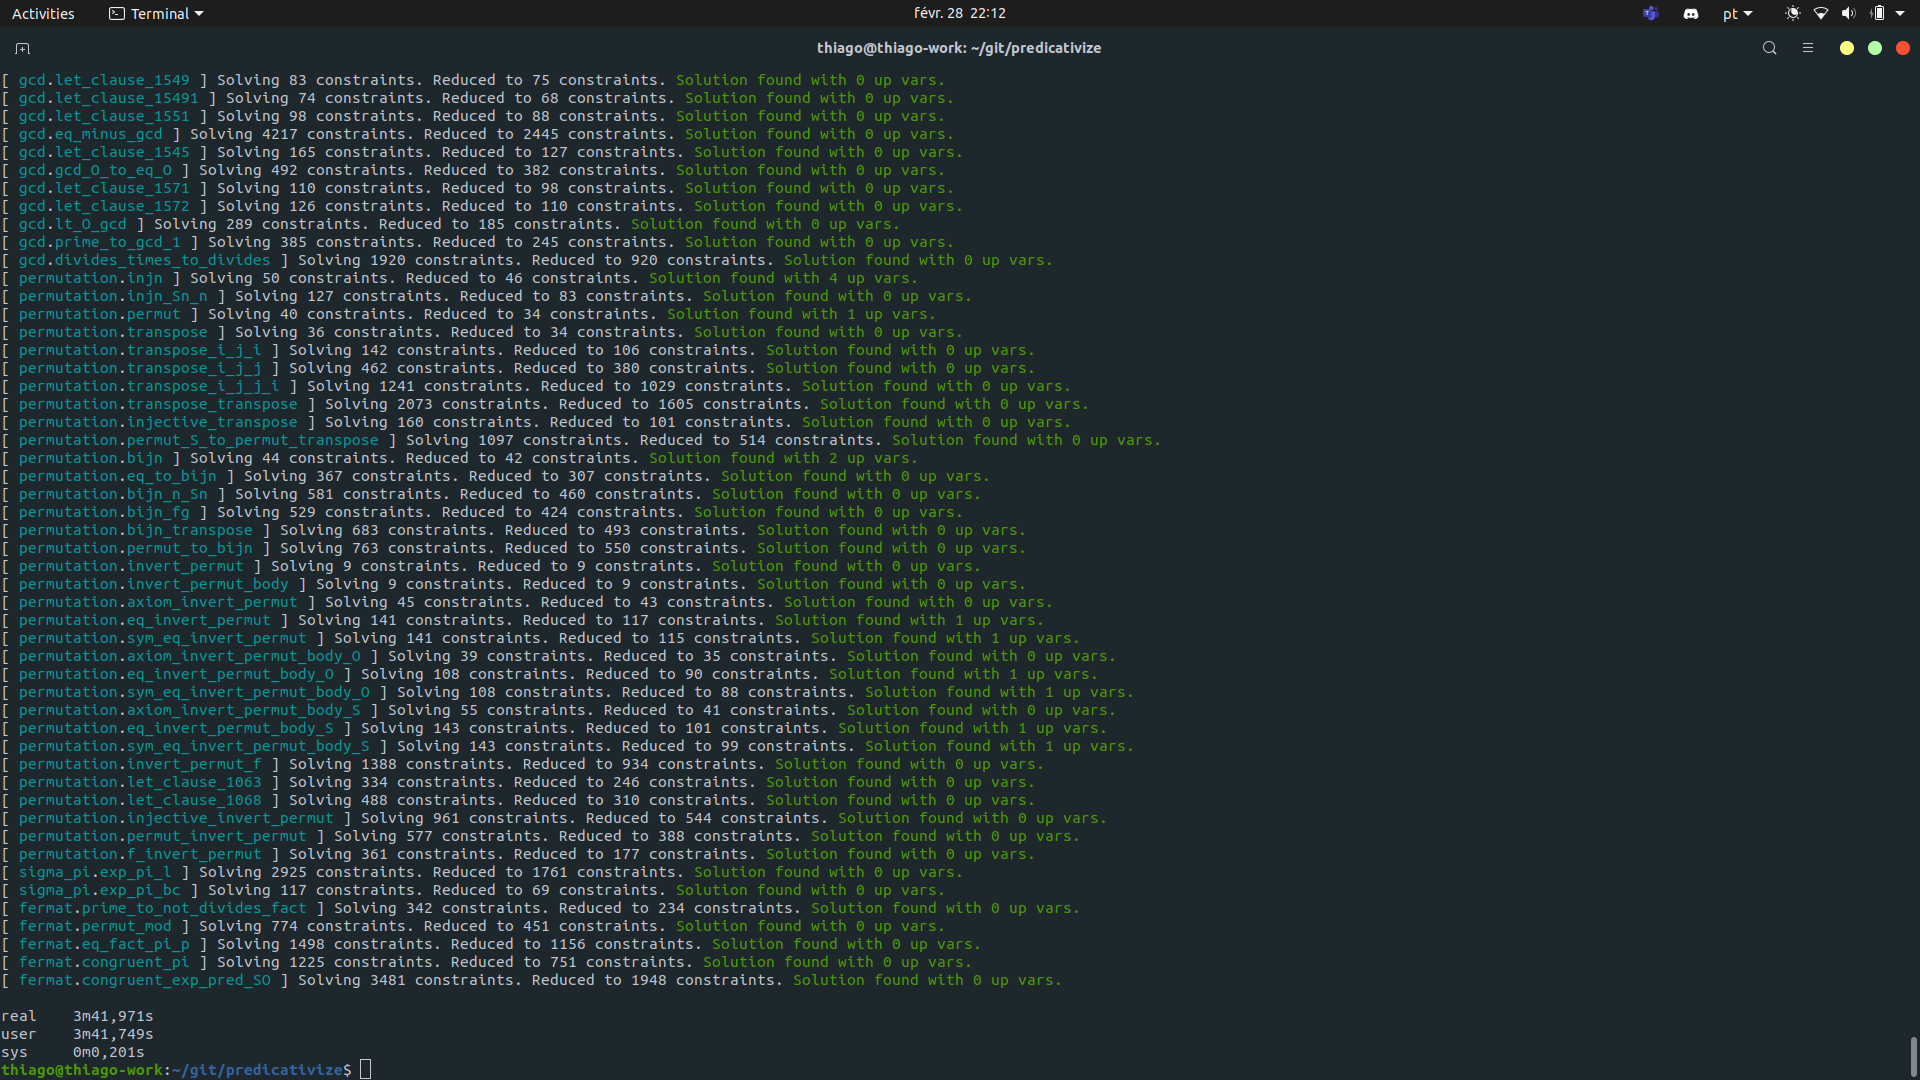 Activities Terminal févr. 28 22:12 pt
thiago@thiago-work: ~/git/predicativize
[ gcd.let_clause_1549 ] Solving 83 constraints. Reduced to 75 constraints. Solution found with 0 up vars.
[ gcd.let_clause_15491 ] Solving 74 constraints. Reduced to 68 constraints. Solution found with 0 up vars.
[ gcd.let_clause_1551 ] Solving 98 constraints. Reduced to 88 constraints. Solution found with 0 up vars.
[ gcd.eq_minus_gcd ] Solving 4217 constraints. Reduced to 2445 constraints. Solution found with 0 up vars.
[ gcd.let_clause_1545 ] Solving 165 constraints. Reduced to 127 constraints. Solution found with 0 up vars.
[ gcd.gcd_O_to_eq_O ] Solving 492 constraints. Reduced to 382 constraints. Solution found with 0 up vars.
[ gcd.let_clause_1571 ] Solving 110 constraints. Reduced to 98 constraints. Solution found with 0 up vars.
[ gcd.let_clause_1572 ] Solving 126 constraints. Reduced to 110 constraints. Solution found with 0 up vars.
[ gcd.lt_O_gcd ] Solving 289 constraints. Reduced to 185 constraints. Solution found with 0 up vars.
[ gcd.prime_to_gcd_1 ] Solving 385 constraints. Reduced to 245 constraints. Solution found with 0 up vars.
[ gcd.divides_times_to_divides ] Solving 1920 constraints. Reduced to 920 constraints. Solution found with 0 up vars.
[ permutation.injn ] Solving 50 constraints. Reduced to 46 constraints. Solution found with 4 up vars.
[ permutation.injn_Sn_n ] Solving 127 constraints. Reduced to 83 constraints. Solution found with 0 up vars.
[ permutation.permut ] Solving 40 constraints. Reduced to 34 constraints. Solution found with 1 up vars.
[ permutation.transpose ] Solving 36 constraints. Reduced to 34 constraints. Solution found with 0 up vars.
[ permutation.transpose_i_j_i ] Solving 142 constraints. Reduced to 106 constraints. Solution found with 0 up vars.
[ permutation.transpose_i_j_j ] Solving 462 constraints. Reduced to 380 constraints. Solution found with 0 up vars.
[ permutation.transpose_i_j_j_i ] Solving 1241 constraints. Reduced to 1029 constraints. Solution found with 0 up vars.
[ permutation.transpose_transpose ] Solving 2073 constraints. Reduced to 1605 constraints. Solution found with 0 up vars.
[ permutation.injective_transpose ] Solving 160 constraints. Reduced to 101 constraints. Solution found with 0 up vars.
[ permutation.permut_S_to_permut_transpose ] Solving 1097 constraints. Reduced to 514 constraints. Solution found with 0 up vars.
[ permutation.bijn ] Solving 44 constraints. Reduced to 42 constraints. Solution found with 2 up vars.
[ permutation.eq_to_bijn ] Solving 367 constraints. Reduced to 307 constraints. Solution found with 0 up vars.
[ permutation.bijn_n_Sn ] Solving 581 constraints. Reduced to 460 constraints. Solution found with 0 up vars.
[ permutation.bijn_fg ] Solving 529 constraints. Reduced to 424 constraints. Solution found with 0 up vars.
[ permutation.bijn_transpose ] Solving 683 constraints. Reduced to 493 constraints. Solution found with 0 up vars.
[ permutation.permut_to_bijn ] Solving 763 constraints. Reduced to 550 constraints. Solution found with 0 up vars.
[ permutation.invert_permut ] Solving 9 constraints. Reduced to 9 constraints. Solution found with 0 up vars.
[ permutation.invert_permut_body ] Solving 9 constraints. Reduced to 9 constraints. Solution found with 0 up vars.
[ permutation.axiom_invert_permut ] Solving 45 constraints. Reduced to 43 constraints. Solution found with 0 up vars.
[ permutation.eq_invert_permut ] Solving 141 constraints. Reduced to 117 constraints. Solution found with 1 up vars.
[ permutation.sym_eq_invert_permut ] Solving 141 constraints. Reduced to 115 constraints. Solution found with 1 up vars.
[ permutation.axiom_invert_permut_body_O ] Solving 39 constraints. Reduced to 35 constraints. Solution found with 0 up vars.
[ permutation.eq_invert_permut_body_O ] Solving 108 constraints. Reduced to 90 constraints. Solution found with 1 up vars.
[ permutation.sym_eq_invert_permut_body_O ] Solving 108 constraints. Reduced to 88 constraints. Solution found with 1 up vars.
[ permutation.axiom_invert_permut_body_S ] Solving 55 constraints. Reduced to 41 constraints. Solution found with 0 up vars.
[ permutation.eq_invert_permut_body_S ] Solving 143 constraints. Reduced to 101 constraints. Solution found with 1 up vars.
[ permutation.sym_eq_invert_permut_body_S ] Solving 143 constraints. Reduced to 99 constraints. Solution found with 1 up vars.
[ permutation.invert_permut_f ] Solving 1388 constraints. Reduced to 934 constraints. Solution found with 0 up vars.
[ permutation.let_clause_1063 ] Solving 334 constraints. Reduced to 246 constraints. Solution found with 0 up vars.
[ permutation.let_clause_1068 ] Solving 488 constraints. Reduced to 310 constraints. Solution found with 0 up vars.
[ permutation.injective_invert_permut ] Solving 961 constraints. Reduced to 544 constraints. Solution found with 0 up vars.
[ permutation.permut_invert_permut ] Solving 577 constraints. Reduced to 388 constraints. Solution found with 0 up vars.
[ permutation.f_invert_permut ] Solving 361 constraints. Reduced to 177 constraints. Solution found with 0 up vars.
[ sigma_pi.exp_pi_l ] Solving 2925 constraints. Reduced to 1761 constraints. Solution found with 0 up vars.
[ sigma_pi.exp_pi_bc ] Solving 117 constraints. Reduced to 69 constraints. Solution found with 0 up vars.
[ fermat.prime_to_not_divides_fact ] Solving 342 constraints. Reduced to 234 constraints. Solution found with 0 up vars.
[ fermat.permut_mod ] Solving 774 constraints. Reduced to 451 constraints. Solution found with 0 up vars.
[ fermat.eq_fact_pi_p ] Solving 1498 constraints. Reduced to 1156 constraints. Solution found with 0 up vars.
[ fermat.congruent_pi ] Solving 1225 constraints. Reduced to 751 constraints. Solution found with 0 up vars.
[ fermat.congruent_exp_pred_SO ] Solving 3481 constraints. Reduced to 1948 constraints. Solution found with 0 up vars.
real 3m41,971s
user 3m41,749s
sys 0m0,201s
thiago@thiago-work:~/git/predicativize$